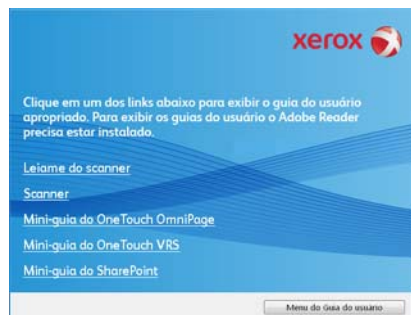 xerox
Clique em um dos links abaixo para exibir o guia do usuário
apropriado. Para exibir os guias do usuário o Adobe Reader
precisa estar instalado.
Leiame do scanner
Scanner
Mini-guia do OneTouch OmniPage
Mini-guia do OneTouch VRS
Mini-guia do SharePoint
Menu do Guia do usuário